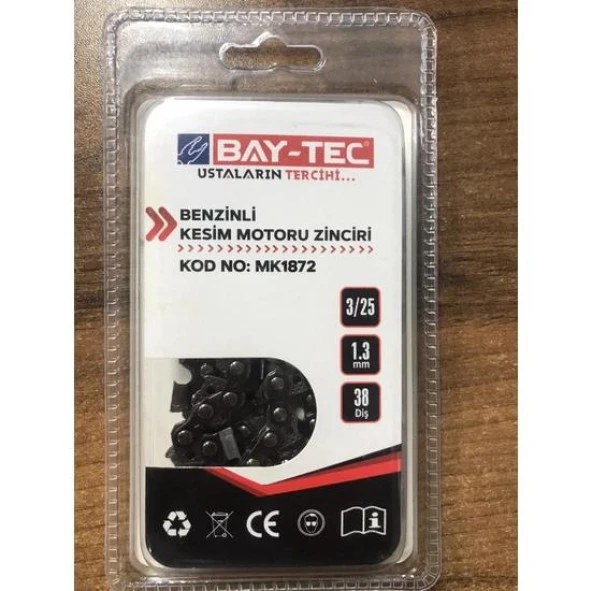 BAY-TEC®
USTALARIN TERCİHİ...
BENZİNLİ
KESİM MOTORU ZİNCİRİ
KOD NO: MK1872
3/25
1.3
mm
38
Diş
CE